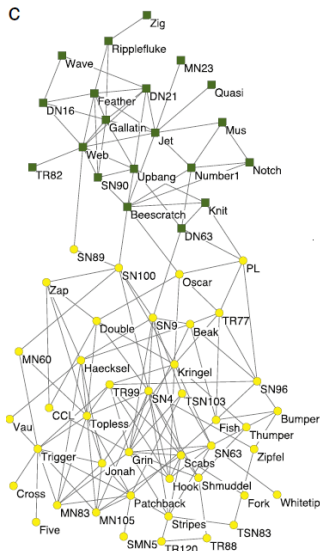 C
Zig
Ripplefluke
Wave
MN23
Feather
DN21
Quasi
DN16
Gallatin
Jet
Mus
Web
TR82
SN90
Upbang
Number1
Notch
Beescratch
Knit
DN63
SN89
SN100
Oscar
PL
Zap
Double
SN9
Beak
TR77
MN60
Haecksel
Kringel
TR99
SN4
TSN103
SN96
Vau
CCL
Topless
Fish
Bumper
Thumper
Trigger
Jonah
Grin
Scabs
SN63
Zipfel
Cross
Hook
Shmuddel
MN83
MN105
Patchback
Fork
Whitetip
Five
Stripes
TSN83
SMN5
TR120
TR88